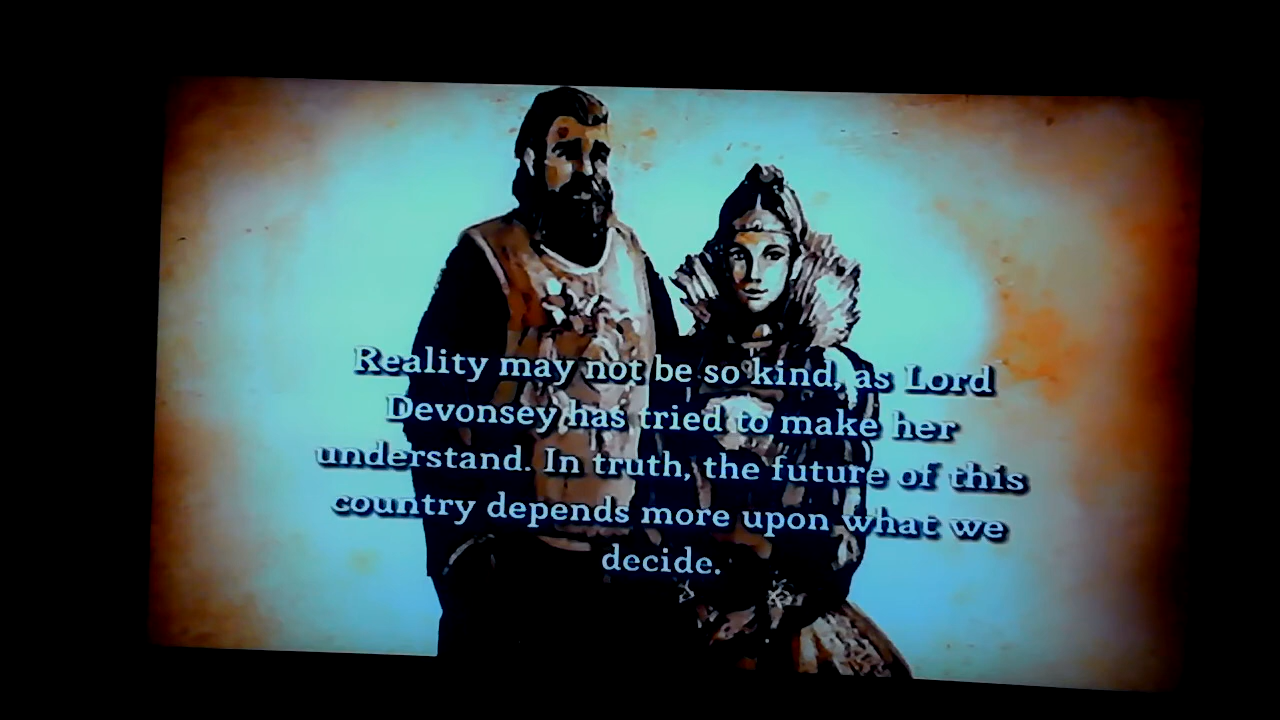 Reality may not be so kind, as Lord
Devonsey has tried to make her
understand. In truth, the future of this
country depends more upon what we
decide.